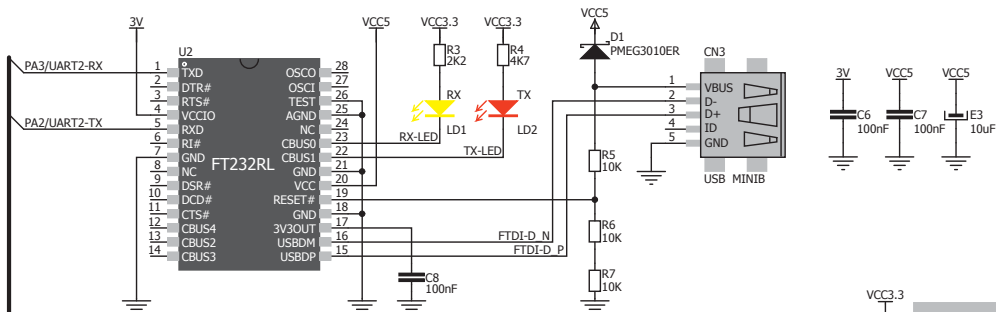 3V
VCC3.3
VCC3.3
VCC5
VCC5
U2
D1
PMEG3010ER
CN3
R3
2K2
R4
4K7
PA3/UART2-RX
PA2/UART2-TX
1 TXD
2 DTR#
3 RTS#
4 VCCIO
5 RXD
6 RI#
7 GND
8 NC
9 DSR#
10 DCD#
11 CTS#
12 CBUS4
13 CBUS2
14 CBUS3
FT232RL
OSCO 28
OSCI 27
TEST 26
AGND 25
NC 24
CBUS0 23
CBUS1 22
GND 21
VCC 20
RESET# 19
GND 18
3V3OUT 17
USBDM 16
USBDP 15
RX
LD1
TX
LD2
RX-LED
TX-LED
1 VBUS
2 D-
3 D+
4 ID
5 GND
USB MINIB
R5
10K
R6
10K
R7
10K
FTDI-D_N
FTDI-D_P
C8
100nF
3V
C6
100nF
VCC5
C7
100nF
VCC5
E3
10uF
VCC3.3